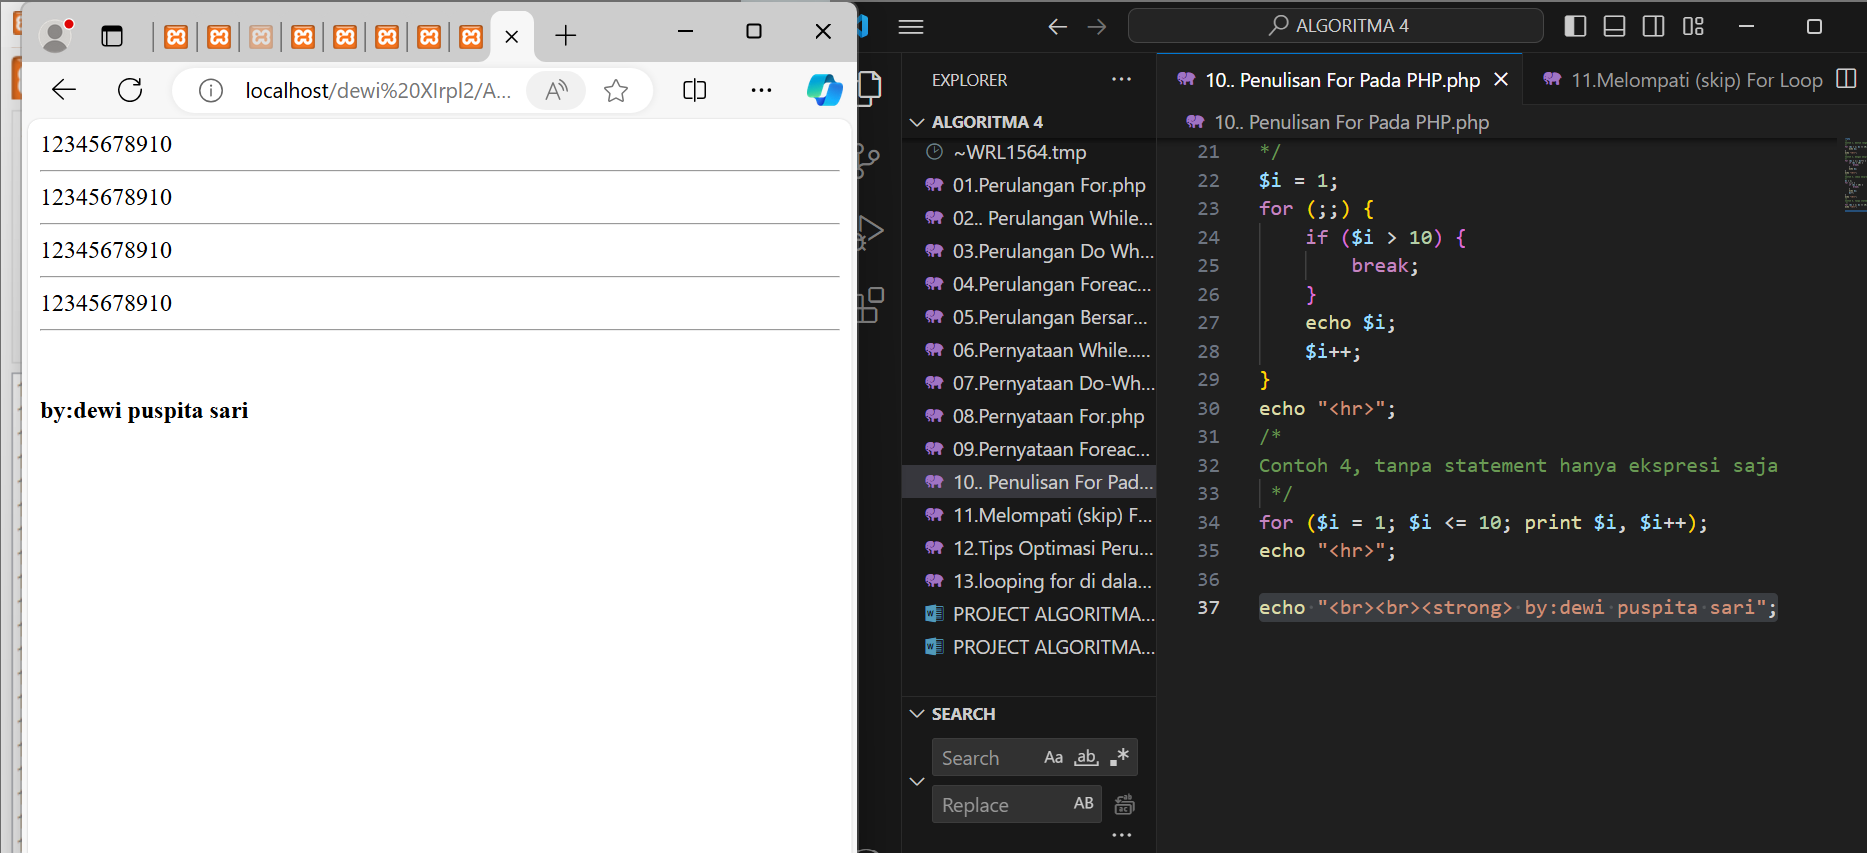 localhost/dewi%20XIrpl2/A...
12345678910
12345678910
12345678910
12345678910
by:dewi puspita sari
ALGORITMA 4
EXPLORER
ALGORITMA 4
~WRL1564.tmp
01.Perulangan For.php
02.. Perulangan While...
03.Perulangan Do Wh...
04.Perulangan Foreac...
05.Perulangan Bersar...
06.Pernyataan While.....
07.Pernyataan Do-Wh...
08.Pernyataan For.php
09.Pernyataan Foreac...
10.. Penulisan For Pad...
11.Melompati (skip) F...
12.Tips Optimasi Peru...
13.looping for di dala...
PROJECT ALGORITMA...
PROJECT ALGORITMA...
SEARCH
Search Aa ab .*
Replace AB
10.. Penulisan For Pada PHP.php
11.Melompati (skip) For Loop
10.. Penulisan For Pada PHP.php
21 */
22 $i = 1;
23 for (;;) {
24 if ($i > 10) {
25 break;
26 }
27 echo $i;
28 $i++;
29 }
30 echo "<hr>";
31 /*
32 Contoh 4, tanpa statement hanya ekspresi saja
33 */
34 for ($i = 1; $i <= 10; print $i, $i++);
35 echo "<hr>";
36
37 echo "<br><br><strong> by:dewi puspita sari";